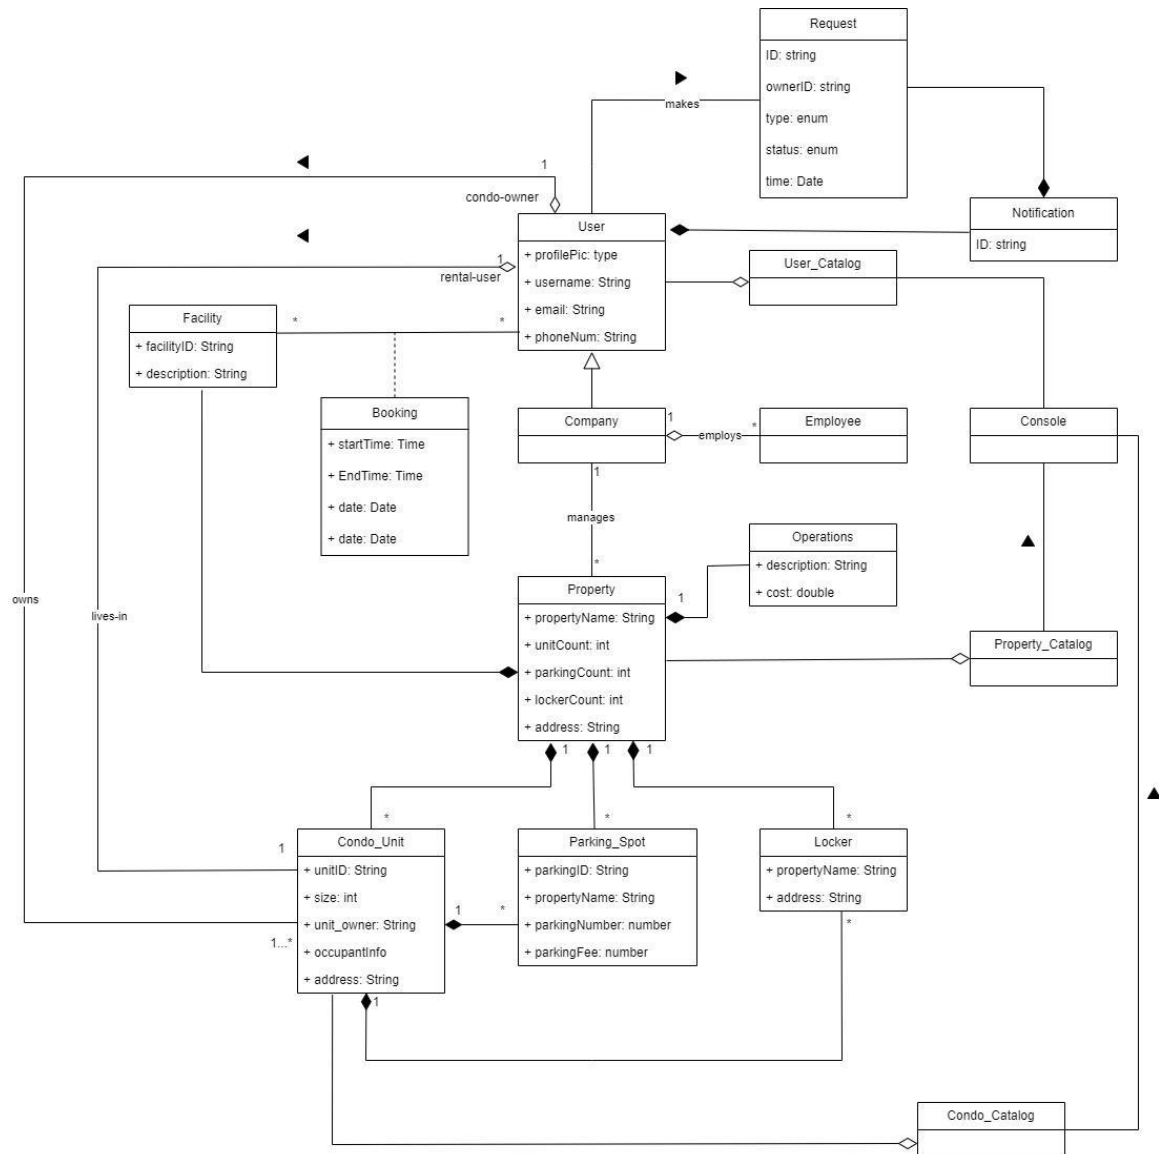 Request
ID: string
ownerID: string
type: enum
status: enum
time: Date
makes
1
condo-owner
Notification
ID: string
User
+ profilePic: type
+ username: String
+ email: String
+ phoneNum: String
1
rental-user
User_Catalog
Facility
+ facilityID: String
+ description: String
*
*
Booking
+ startTime: Time
+ EndTime: Time
+ date: Date
+ date: Date
Company
1
employs
*
Employee
Console
1
manages
*
Operations
+ description: String
+ cost: double
owns
lives-in
Property
+ propertyName: String
+ unitCount: int
+ parkingCount: int
+ lockerCount: int
+ address: String
1
Property_Catalog
1
1
1
*
*
*
Condo_Unit
+ unitID: String
+ size: int
+ unit_owner: String
+ occupantInfo
+ address: String
1
1...*
1
*
Parking_Spot
+ parkingID: String
+ propertyName: String
+ parkingNumber: number
+ parkingFee: number
Locker
+ propertyName: String
+ address: String
*
1
Condo_Catalog